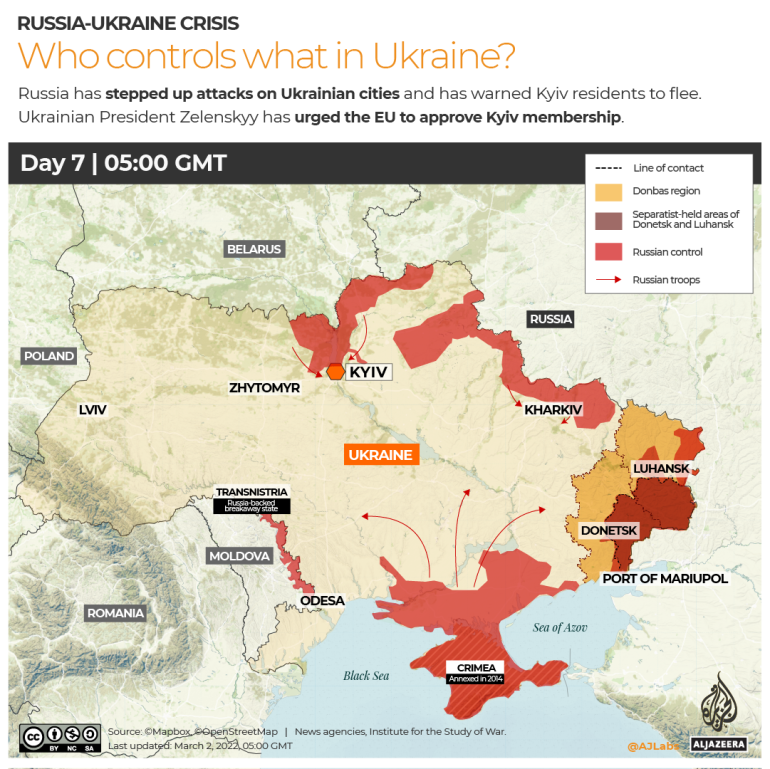 RUSSIA-UKRAINE CRISIS
Who controls what in Ukraine?
Russia has stepped up attacks on Ukrainian cities and has warned Kyiv residents to flee.
Ukrainian President Zelenskyy has urged the EU to approve Kyiv membership.
Day 7 | 05:00 GMT
Line of contact
Donbas region
Separatist-held areas of
Donetsk and Luhansk
Russian control
Russian troops
BELARUS
RUSSIA
POLAND
KYIV
ZHYTOMYR
LVIV
KHARKIV
UKRAINE
LUHANSK
TRANSNISTRIA
Russia-backed
breakaway state
DONETSK
MOLDOVA
PORT OF MARIUPOL
ODESA
ROMANIA
Sea of Azov
Black Sea
CRIMEA
Annexed in 2014
cc
BY NC SA
Source: ©Mapbox, ©OpenStreetMap | News agencies, Institute for the Study of War.
Last updated: March 2, 2022, 05:00 GMT
@AJLabs
ALJAZEERA